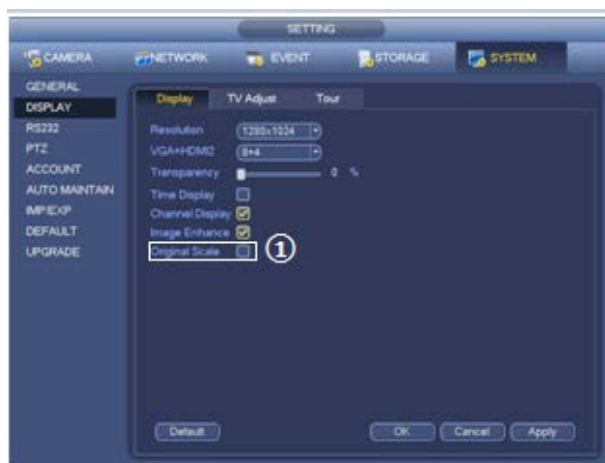 SETTING
CAMERA NETWORK EVENT STORAGE SYSTEM
GENERAL
DISPLAY
RS232
PTZ
ACCOUNT
AUTO MAINTAIN
IMP/EXP
DEFAULT
UPGRADE
Display TV Adjust Tour
Resolution 1280x1024
VGA+HDMI2 8+4
Transparency 0 %
Time Display
Channel Display
Image Enhance
Original Scale ①
Default OK Cancel Apply